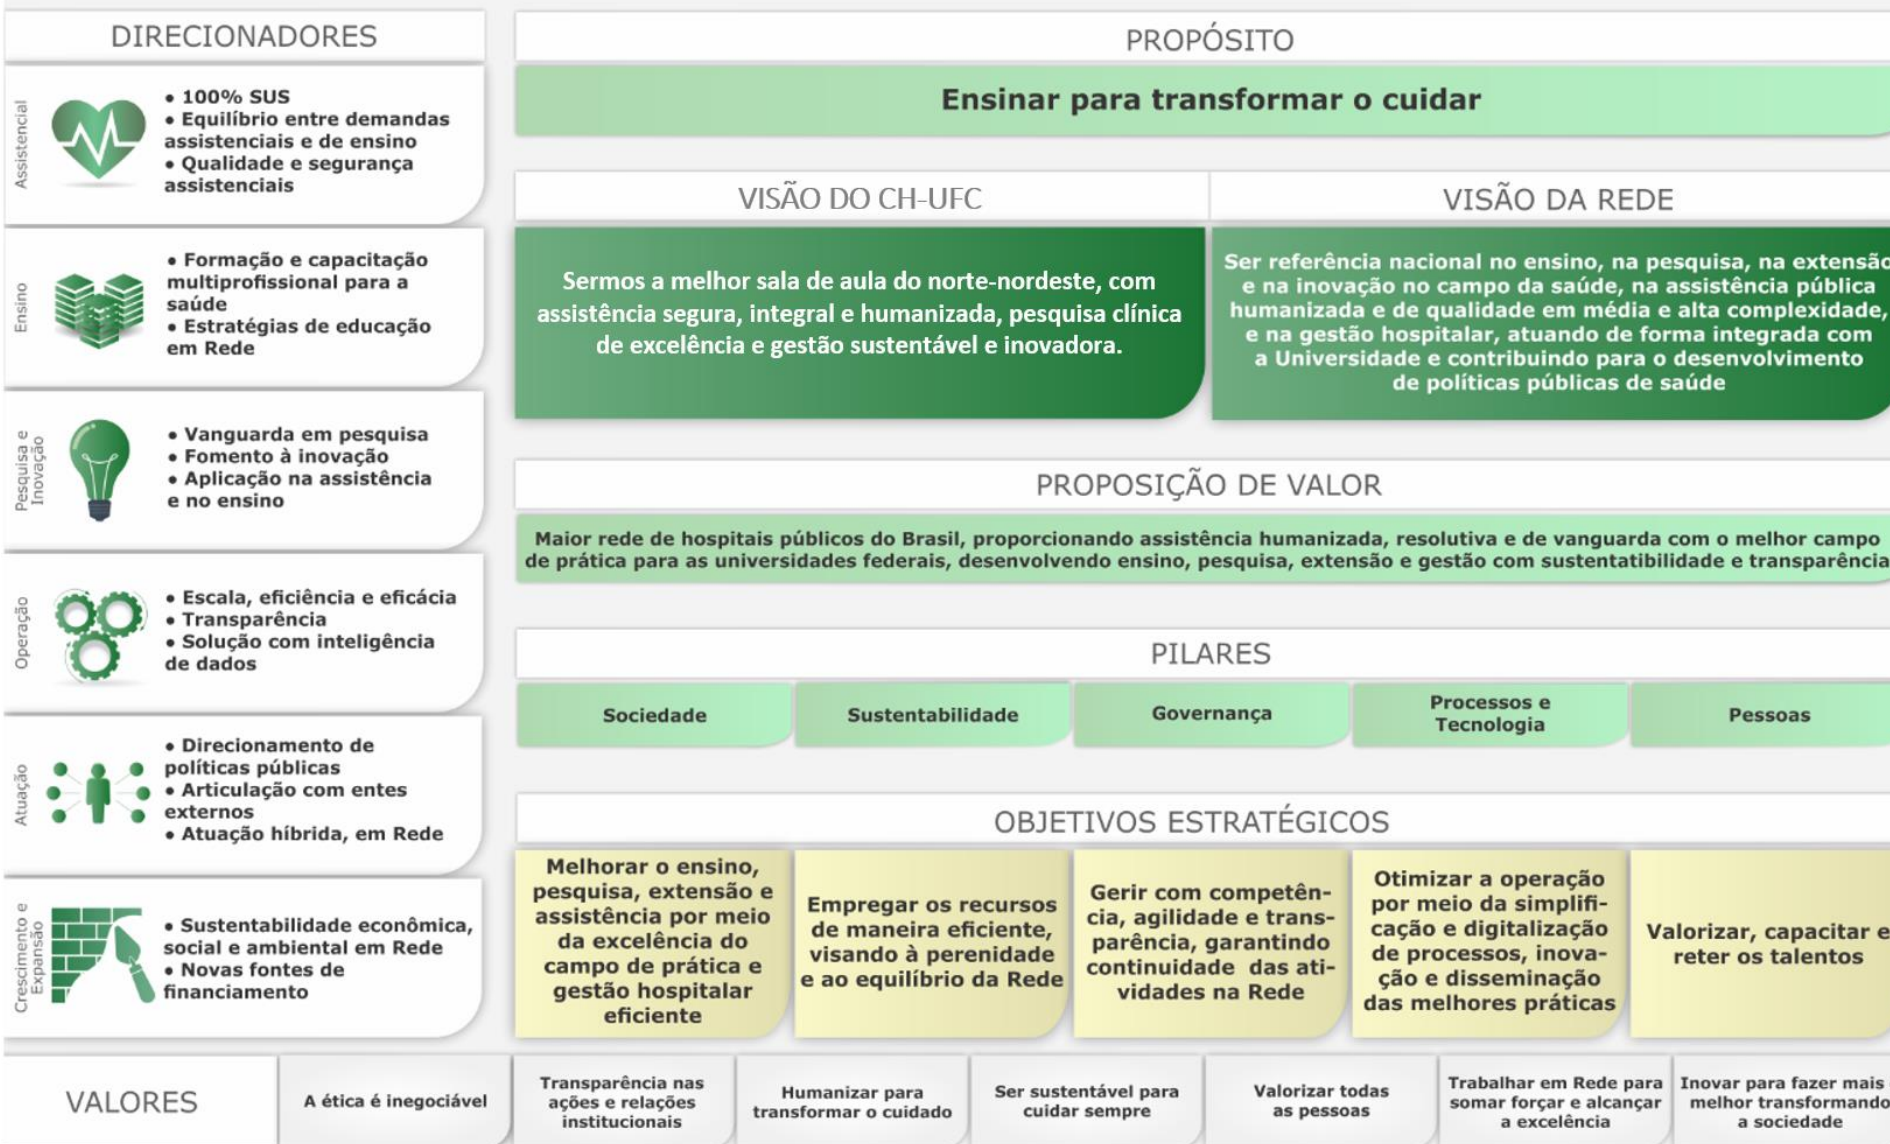 DIRECIONADORES
Assistencial
• 100% SUS
• Equilíbrio entre demandas
assistenciais e de ensino
• Qualidade e segurança
assistenciais
Ensino
• Formação e capacitação
multiprofissional para a
saúde
• Estratégias de educação
em Rede
Pesquisa e
Inovação
• Vanguarda em pesquisa
• Fomento à inovação
• Aplicação na assistência
e no ensino
Operação
• Escala, eficiência e eficácia
• Transparência
• Solução com inteligência
de dados
Atuação
• Direcionamento de
políticas públicas
• Articulação com entes
externos
• Atuação híbrida, em Rede
Crescimento e
Expansão
• Sustentabilidade econômica,
social e ambiental em Rede
• Novas fontes de
financiamento
PROPÓSITO
Ensinar para transformar o cuidar
VISÃO DO CH-UFC
Sermos a melhor sala de aula do norte-nordeste, com
assistência segura, integral e humanizada, pesquisa clínica
de excelência e gestão sustentável e inovadora.
VISÃO DA REDE
Ser referência nacional no ensino, na pesquisa, na extensão
e na inovação no campo da saúde, na assistência pública
humanizada e de qualidade em média e alta complexidade,
e na gestão hospitalar, atuando de forma integrada com
a Universidade e contribuindo para o desenvolvimento
de políticas públicas de saúde
PROPOSIÇÃO DE VALOR
Maior rede de hospitais públicos do Brasil, proporcionando assistência humanizada, resolutiva e de vanguarda com o melhor campo
de prática para as universidades federais, desenvolvendo ensino, pesquisa, extensão e gestão com sustentatibilidade e transparência
PILARES
Sociedade
Sustentabilidade
Governança
Processos e
Tecnologia
Pessoas
OBJETIVOS ESTRATÉGICOS
Melhorar o ensino,
pesquisa, extensão e
assistência por meio
da excelência do
campo de prática e
gestão hospitalar
eficiente
Empregar os recursos
de maneira eficiente,
visando à perenidade
e ao equilíbrio da Rede
Gerir com competên-
cia, agilidade e trans-
parência, garantindo
continuidade das ati-
vidades na Rede
Otimizar a operação
por meio da simplifi-
cação e digitalização
de processos, inova-
ção e disseminação
das melhores práticas
Valorizar, capacitar e
reter os talentos
VALORES
A ética é inegociável
Transparência nas
ações e relações
institucionais
Humanizar para
transformar o cuidado
Ser sustentável para
cuidar sempre
Valorizar todas
as pessoas
Trabalhar em Rede para
somar forçar e alcançar
a excelência
Inovar para fazer mais
melhor transformando
a sociedade